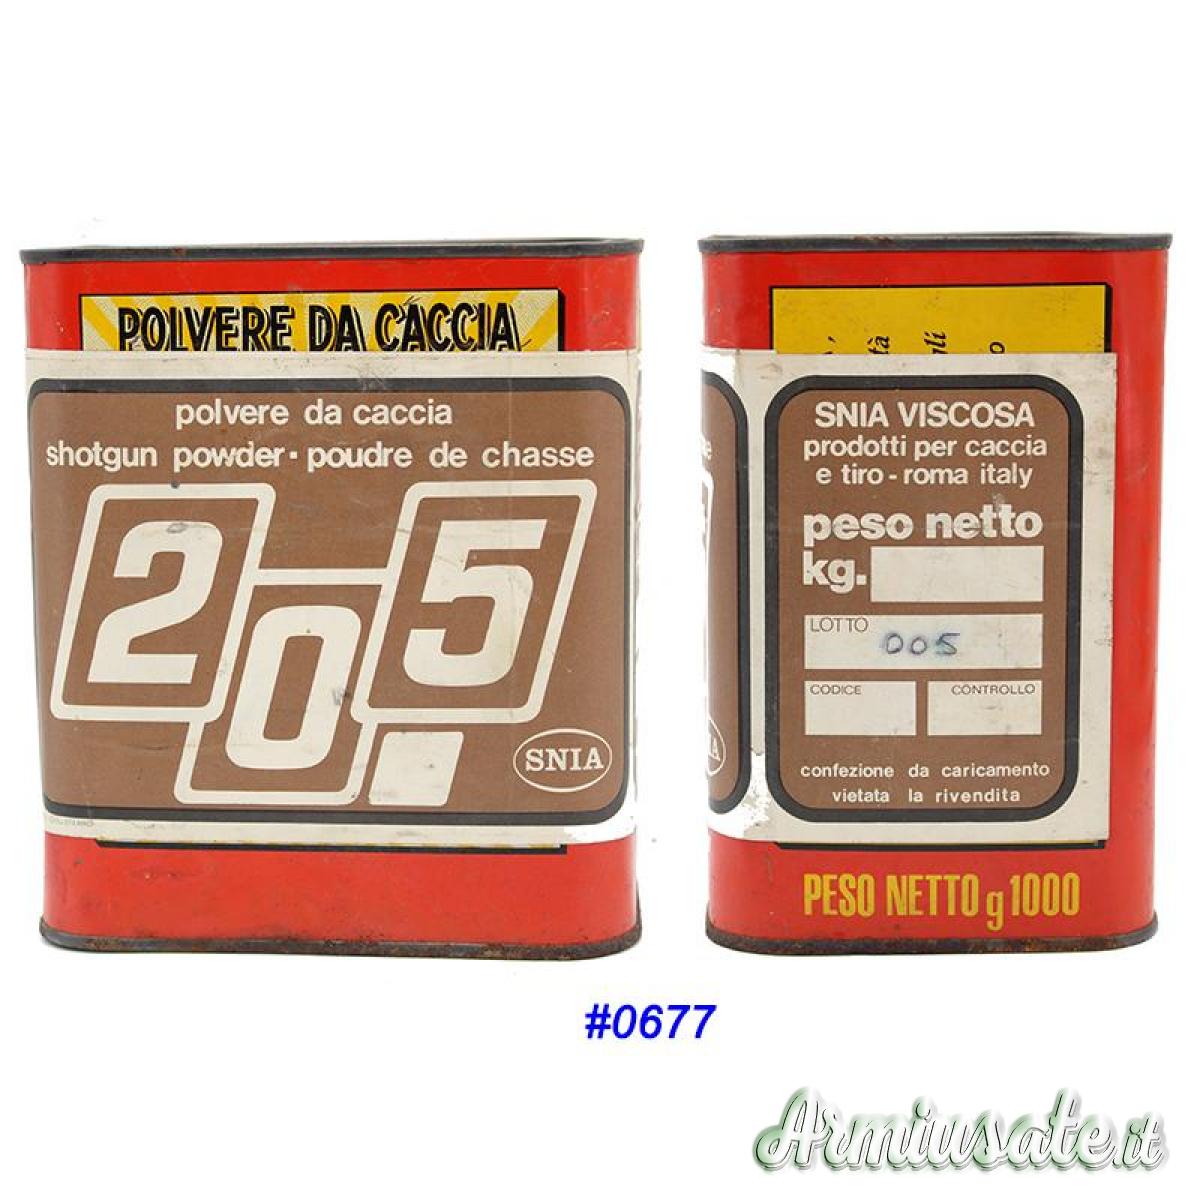 POLVERE DA CACCIA
polvere da caccia
shotgun powder • poudre de chasse
205
SNIA
SNIA VISCOSA
prodotti per caccia
e tiro - roma italy
peso netto
kg.
LOTTO 005
CODICE CONTROLLO
confezione da caricamento
vietata la rivendita
PESO NETTO g 1000
#0677
Armiusate.it